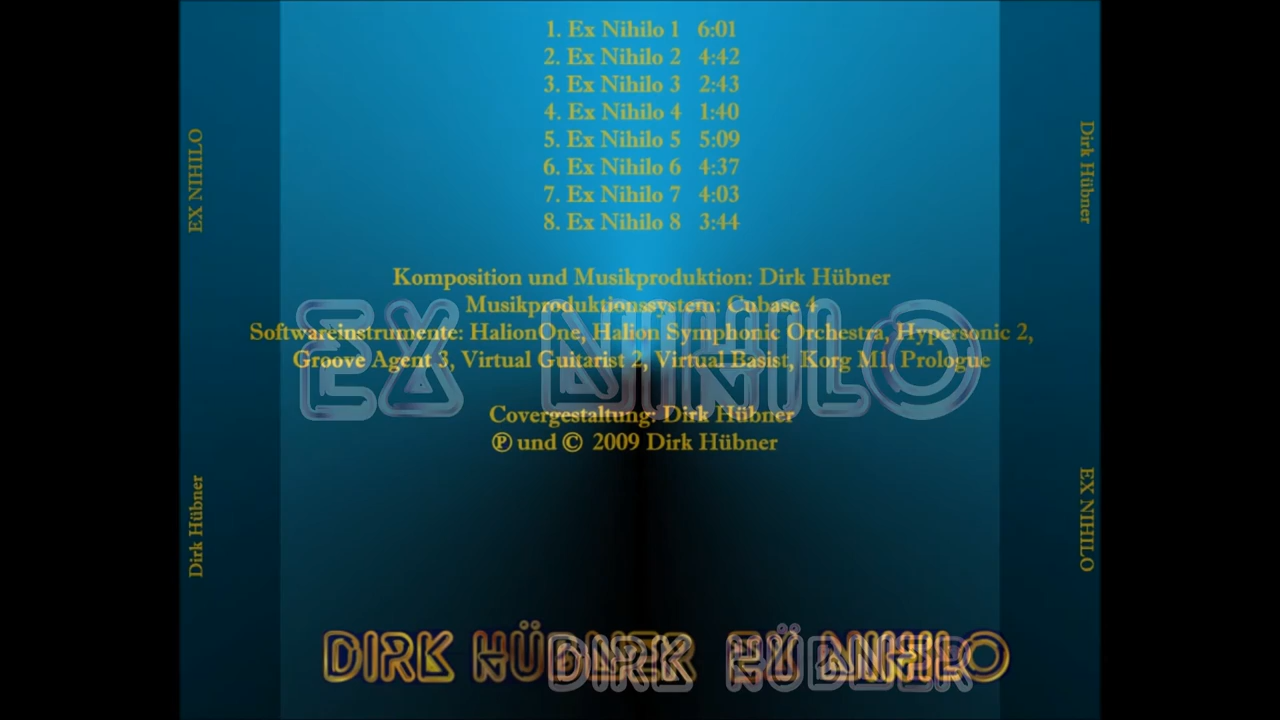 1. Ex Nihilo 1 6:01
2. Ex Nihilo 2 4:42
3. Ex Nihilo 3 2:43
4. Ex Nihilo 4 1:40
5. Ex Nihilo 5 5:09
6. Ex Nihilo 6 4:37
7. Ex Nihilo 7 4:03
8. Ex Nihilo 8 3:44
EX NIHILO
Dirk Hübner
Komposition und Musikproduktion: Dirk Hübner
Musikproduktionssystem: Cubase 4
Softwareinstrumente: HalionOne, Halion Symphonic Orchestra, Hypersonic 2,
Groove Agent 3, Virtual Guitarist 2, Virtual Basist, Korg M1, Prologue
EX NIHILO
Covergestaltung: Dirk Hübner
℗ und © 2009 Dirk Hübner
Dirk Hübner
EX NIHILO
DIRK HÜBNER EX NIHILO
DIRK HÜBNER